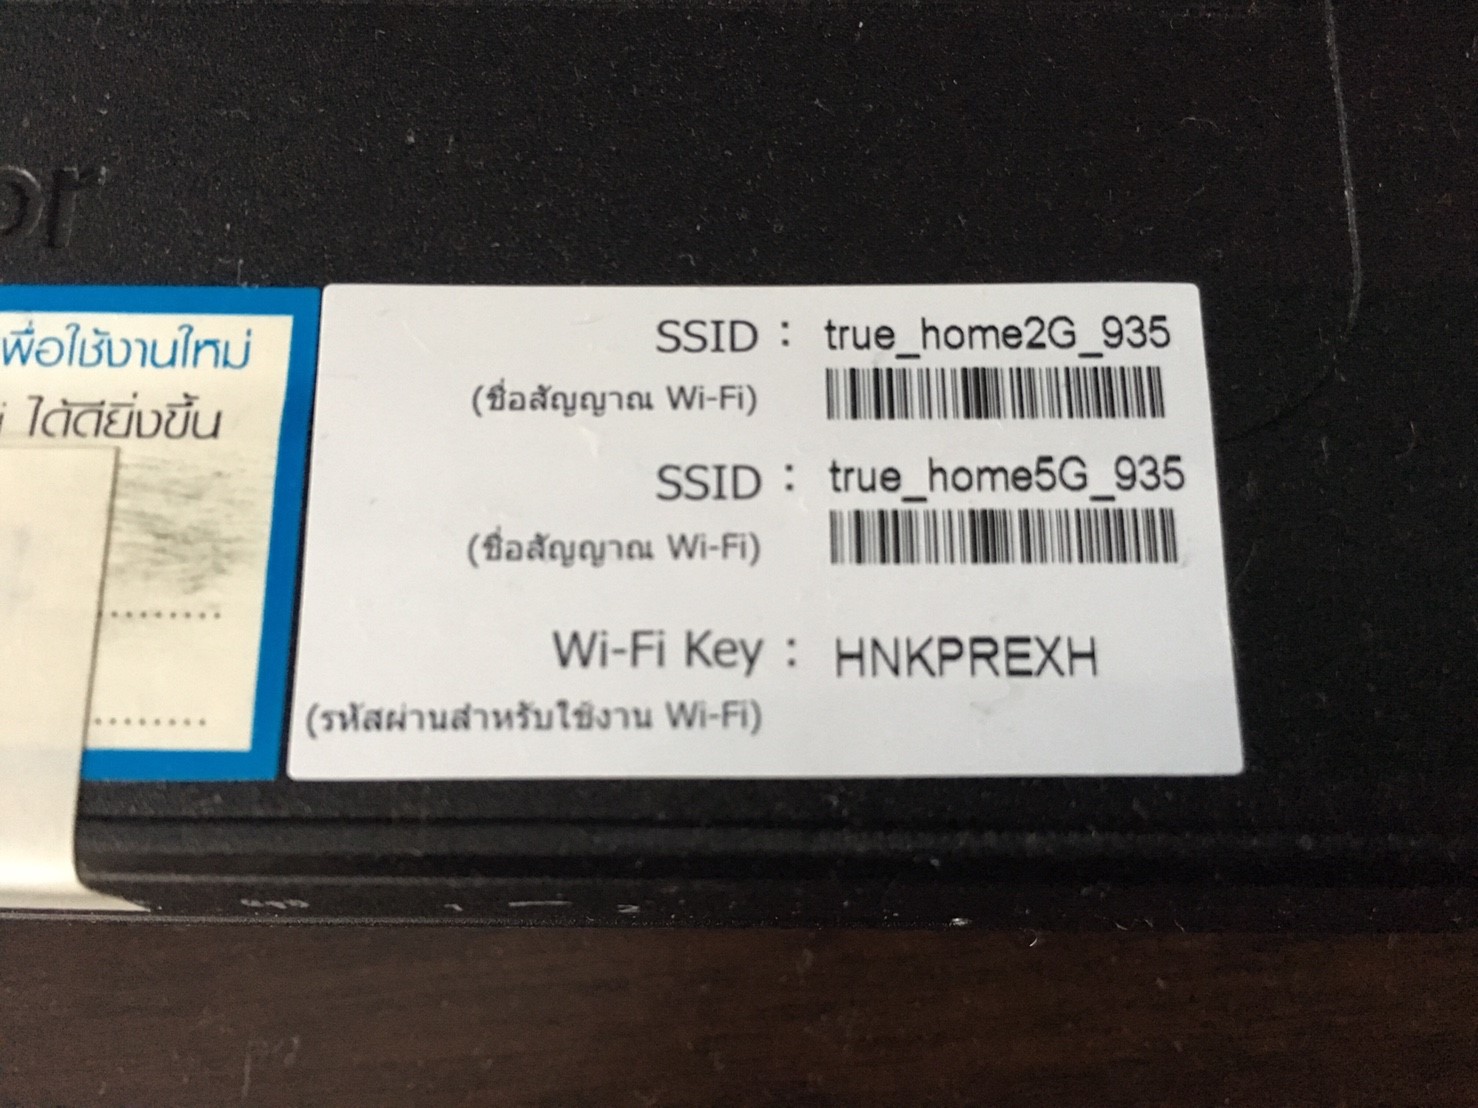 or
พื่อใช้งานใหม่
i ได้ดียิ่งขึ้น
SSID : true_home2G_935
(ชื่อสัญญาณ Wi-Fi)
SSID : true_home5G_935
(ชื่อสัญญาณ Wi-Fi)
Wi-Fi Key : HNKPREXH
(รหัสผ่านสำหรับใช้งาน Wi-Fi)